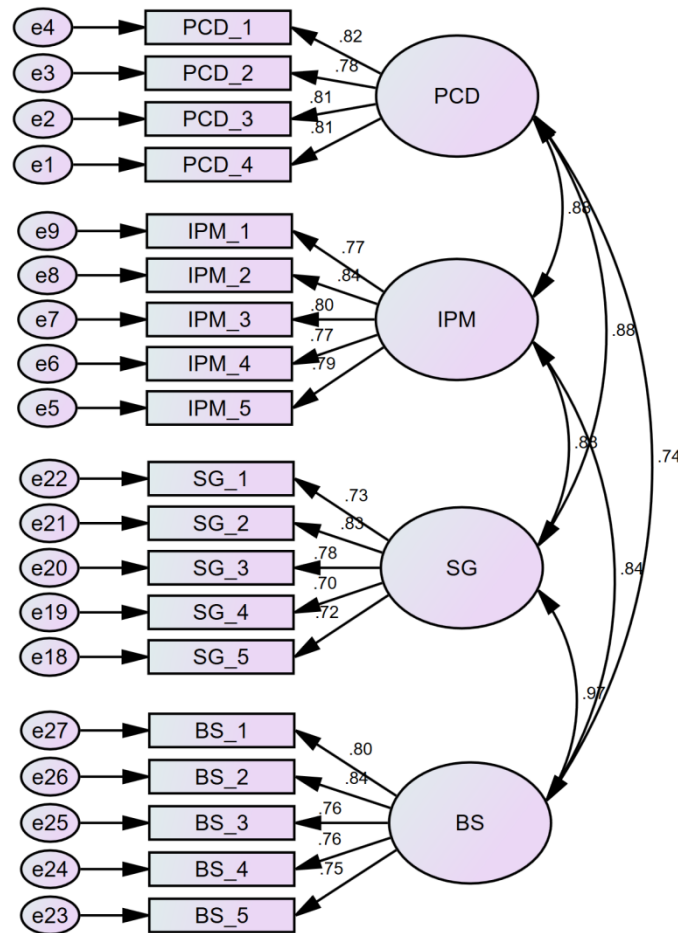 e4 PCD_1 .82
e3 PCD_2 .78
PCD
e2 PCD_3 .81
e1 PCD_4 .81
e9 IPM_1 .77
e8 IPM_2 .84
e7 IPM_3 .80 IPM
e6 IPM_4 .77
.88
e5 IPM_5 .79
.74
e22 SG_1 .73
e21 SG_2 .83
e20 SG_3 .78 SG
e19 SG_4 .70
e18 SG_5 .72
.84
.97
e27 BS_1 .80
e26 BS_2 .84
e25 BS_3 .76 BS
e24 BS_4 .76
e23 BS_5 .75